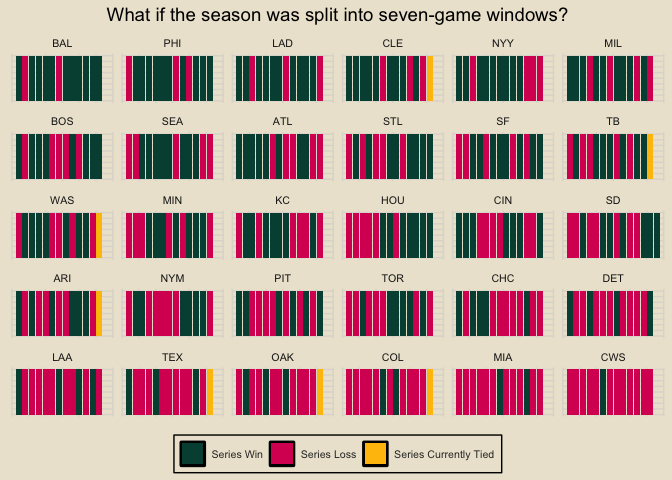 What if the season was split into seven-game windows?
BAL PHI LAD CLE NYY MIL
BOS SEA ATL STL SF TB
WAS MIN KC HOU CIN SD
ARI NYM PIT TOR CHC DET
LAA TEX OAK COL MIA CWS
Series Win Series Loss Series Currently Tied